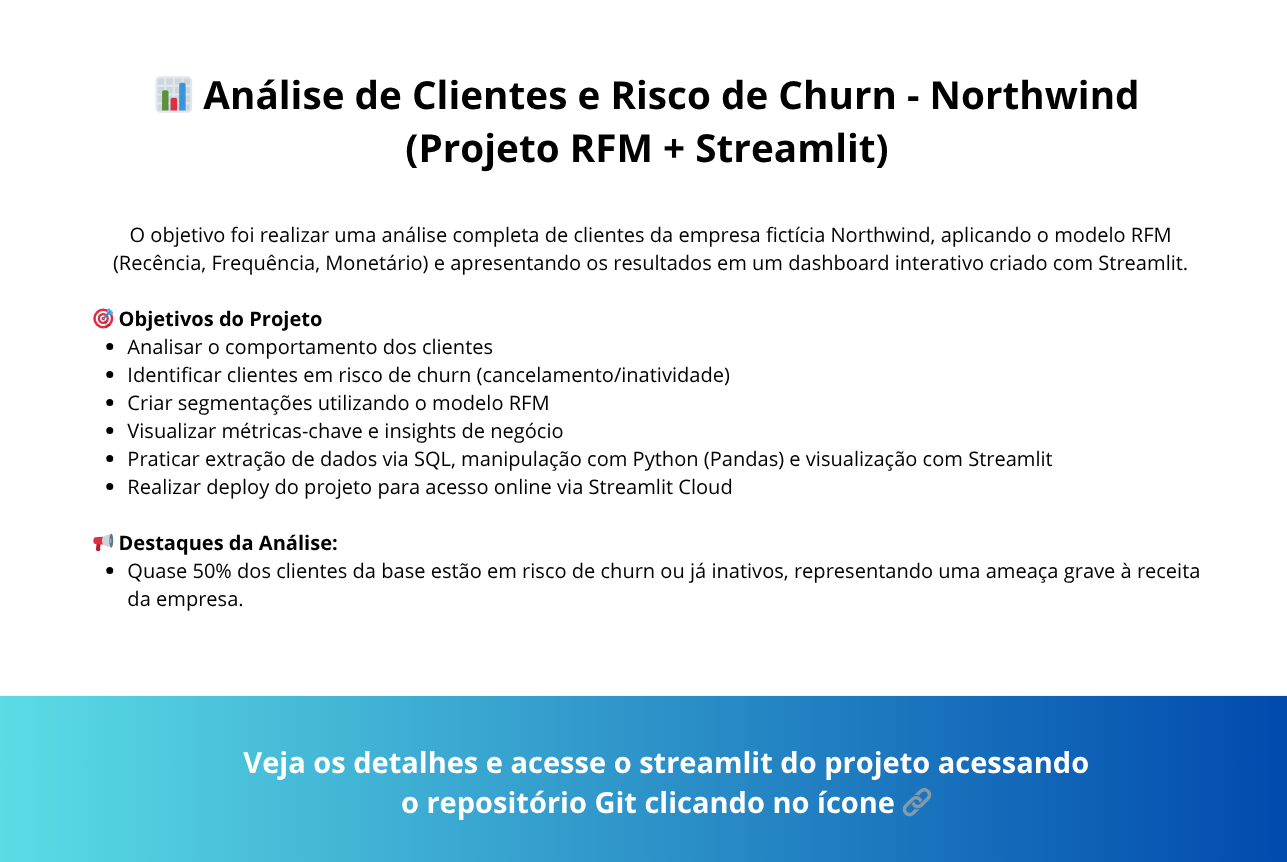 📊 Análise de Clientes e Risco de Churn - Northwind
(Projeto RFM + Streamlit)
O objetivo foi realizar uma análise completa de clientes da empresa fictícia Northwind, aplicando o modelo RFM
(Recência, Frequência, Monetário) e apresentando os resultados em um dashboard interativo criado com Streamlit.
🎯 Objetivos do Projeto
• Analisar o comportamento dos clientes
• Identificar clientes em risco de churn (cancelamento/inatividade)
• Criar segmentações utilizando o modelo RFM
• Visualizar métricas-chave e insights de negócio
• Praticar extração de dados via SQL, manipulação com Python (Pandas) e visualização com Streamlit
• Realizar deploy do projeto para acesso online via Streamlit Cloud
📢 Destaques da Análise:
• Quase 50% dos clientes da base estão em risco de churn ou já inativos, representando uma ameaça grave à receita
da empresa.
Veja os detalhes e acesse o streamlit do projeto acessando
o repositório Git clicando no ícone 🔗